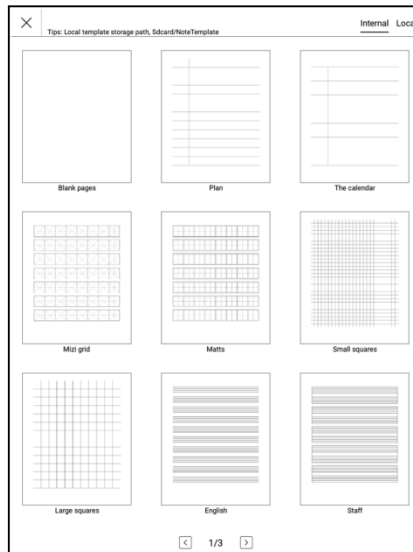 Tips: Local template storage path, Sdcard/NoteTemplate
Internal Loca
Blank pages Plan The calendar
Mizi grid Matts Small squares
Large squares English Staff
1/3